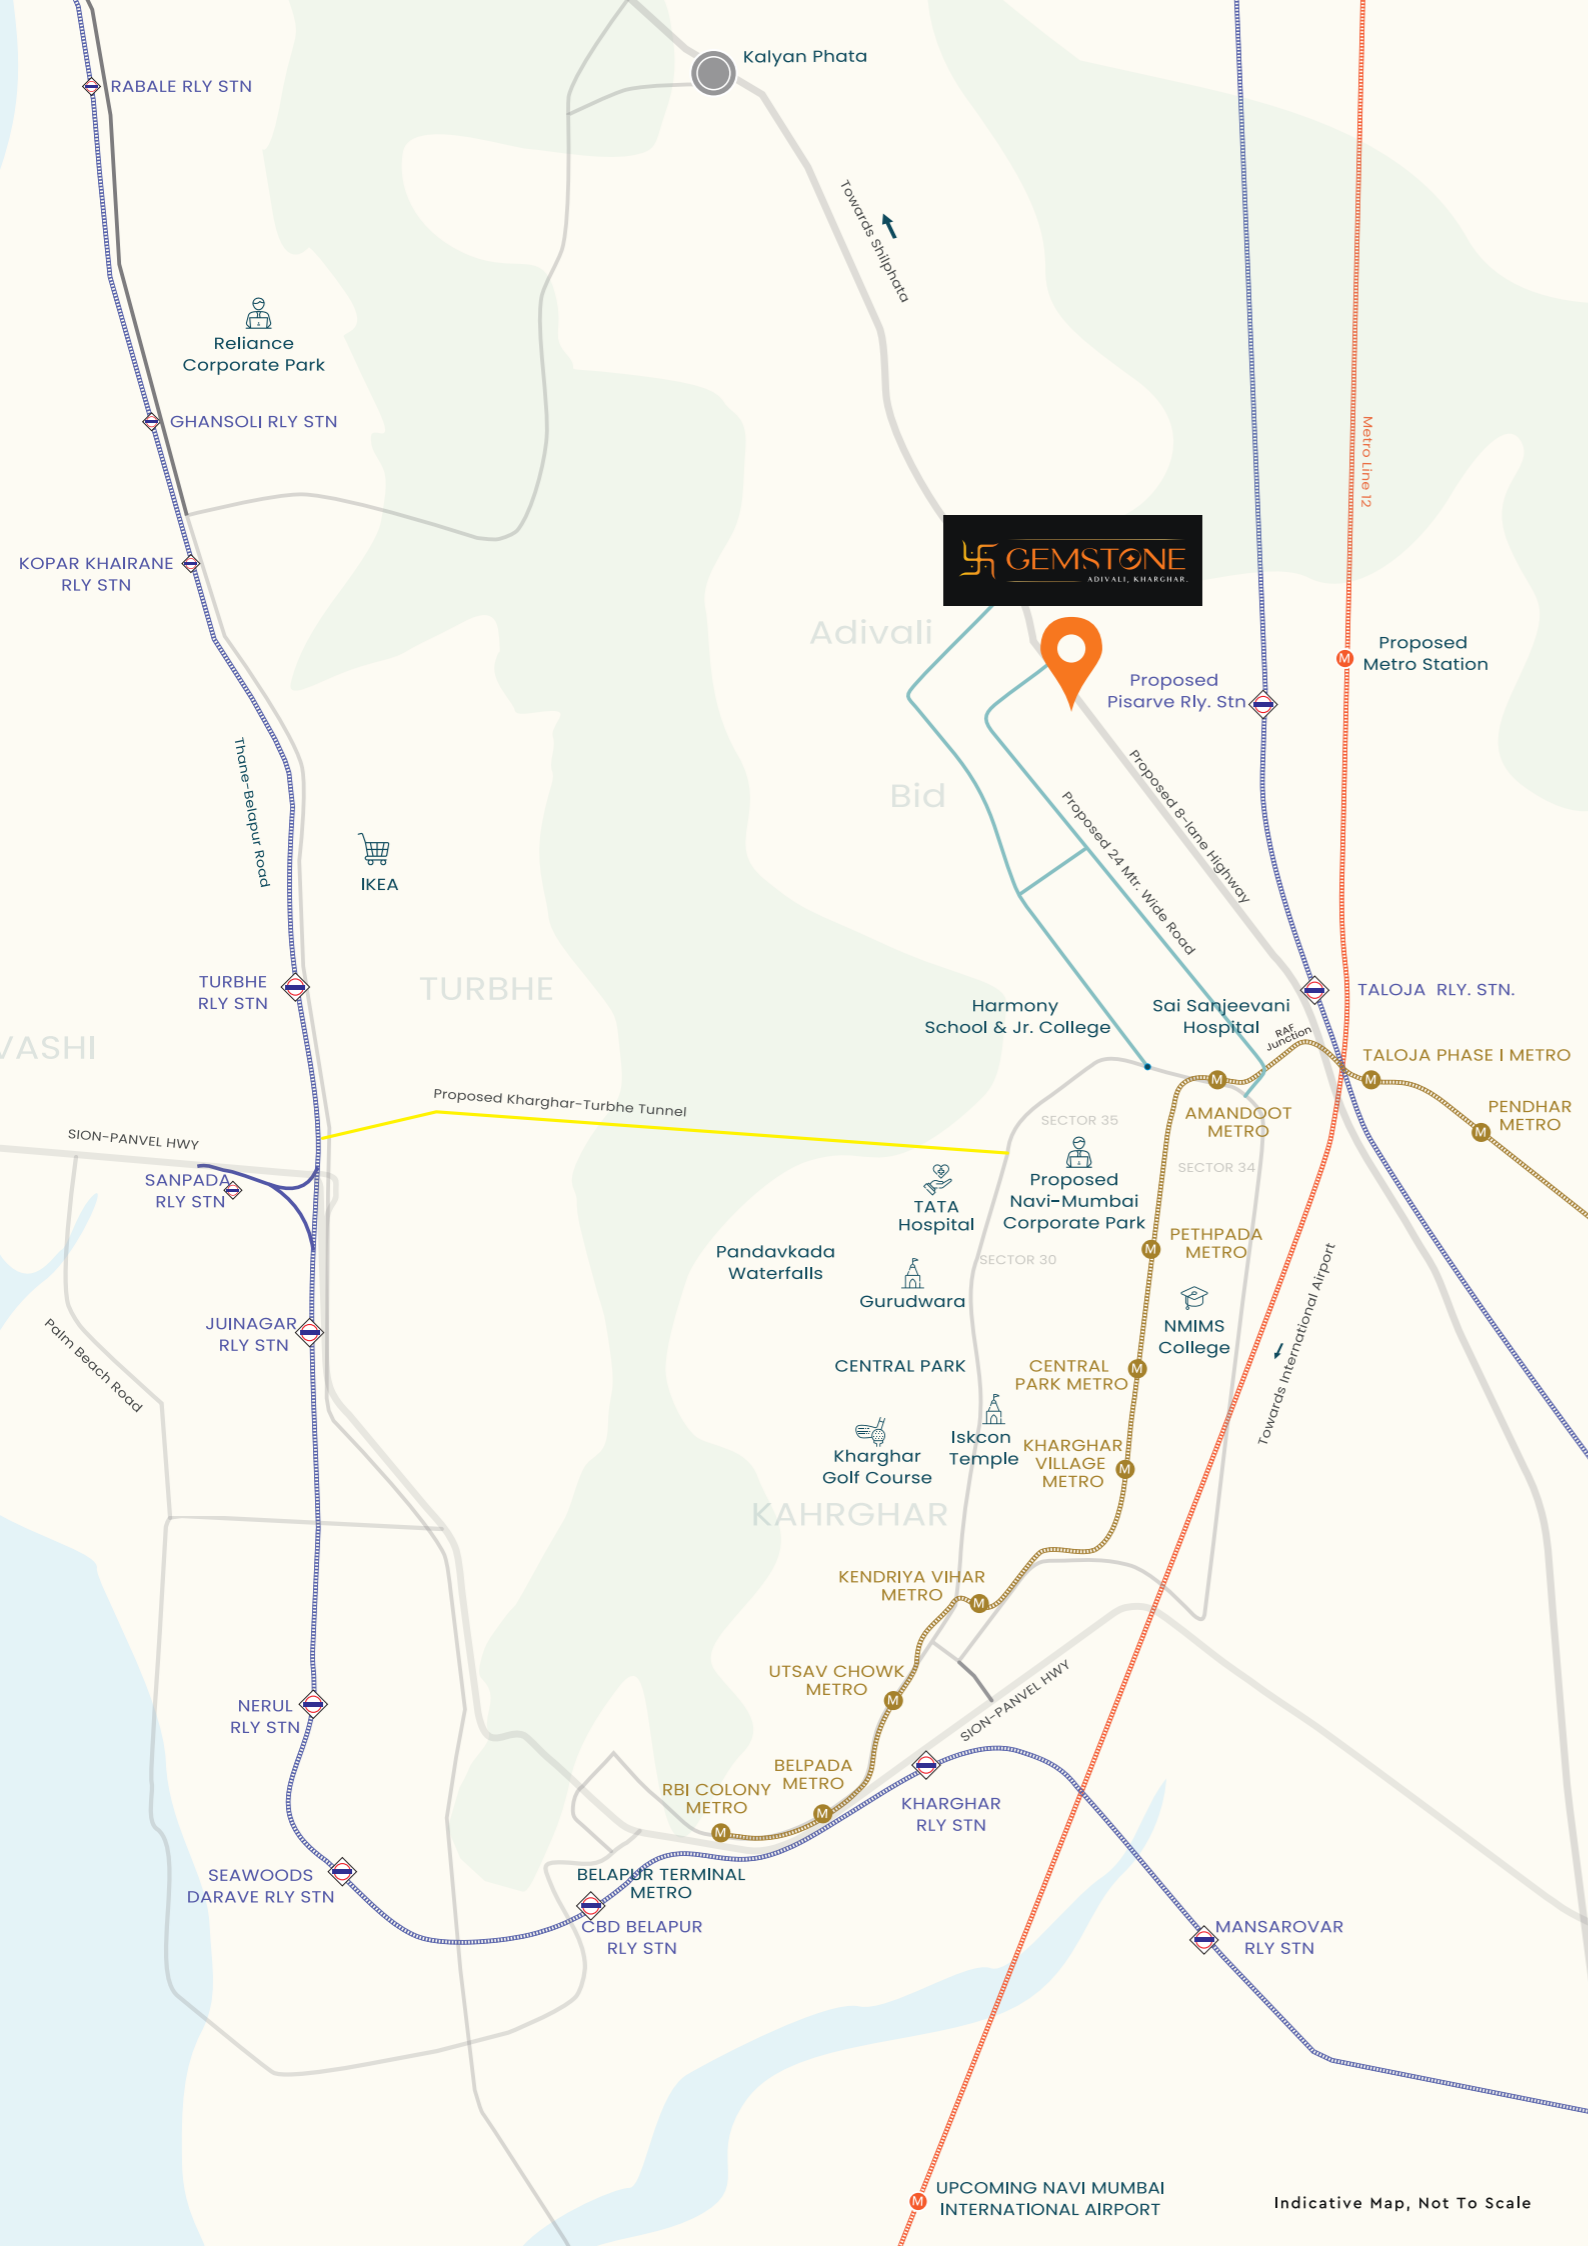 Kalyan Phata
RABALE RLY STN
Towards Shilphata
Reliance
Corporate Park
GHANSOLI RLY STN
Metro Line 12
KOPAR KHAIRANE
RLY STN
GEMSTONE
ADIVALI, KHARGHAR.
Adivali
Proposed
Metro Station
Proposed
Pisarve Rly. Stn
Thane-Belapur Road
Bid
Proposed 8-lane Highway
Proposed 24 Mtr. Wide Road
IKEA
TURBHE
RLY STN
TURBHE
TALOJA RLY. STN.
Harmony
School & Jr. College
Sai Sanjeevani
Hospital
RAF
Junction
VASHI
TALOJA PHASE I METRO
M
M
M
Proposed Kharghar-Turbhe Tunnel
SECTOR 35
AMANDOOT
METRO
PENDHAR
METRO
M
SION-PANVEL HWY
SANPADA
RLY STN
SECTOR 34
TATA
Hospital
Proposed
Navi-Mumbai
Corporate Park
PETHPADA
METRO
M
Pandavkada
Waterfalls
SECTOR 30
Gurudwara
Towards International Airport
JUINAGAR
RLY STN
NMIMS
College
Palm Beach Road
CENTRAL PARK
CENTRAL
PARK METRO
M
Iskcon
Temple
Kharghar
Golf Course
KHARGHAR
VILLAGE
METRO
M
KAHRGHAR
KENDRIYA VIHAR
METRO
M
UTSAV CHOWK
METRO
M
SION-PANVEL HWY
NERUL
RLY STN
BELPADA
METRO
M
RBI COLONY
METRO
M
KHARGHAR
RLY STN
SEAWOODS
DARAVE RLY STN
BELAPUR TERMINAL
METRO
CBD BELAPUR
RLY STN
MANSAROVAR
RLY STN
M
UPCOMING NAVI MUMBAI
INTERNATIONAL AIRPORT
Indicative Map, Not To Scale